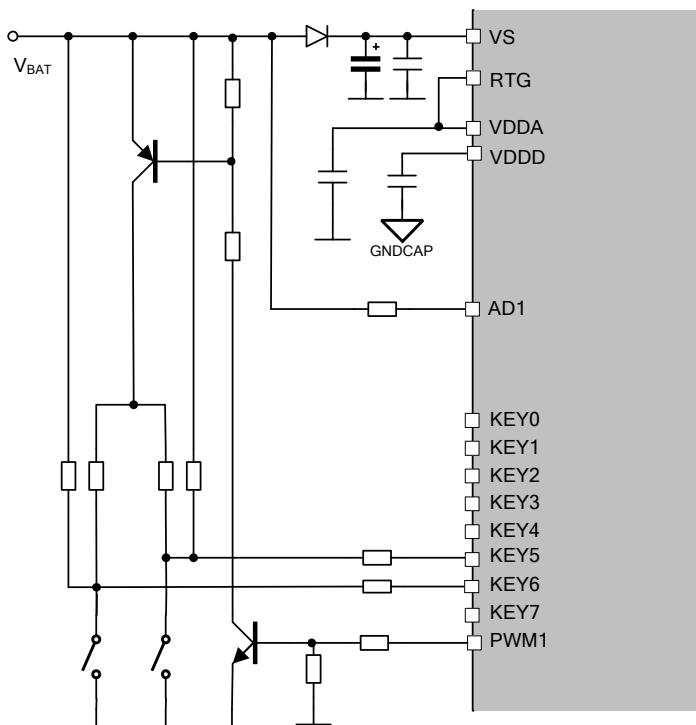 VBAT
+
VS
RTG
VDDA
VDDD
GNDCAP
AD1
KEY0
KEY1
KEY2
KEY3
KEY4
KEY5
KEY6
KEY7
PWM1